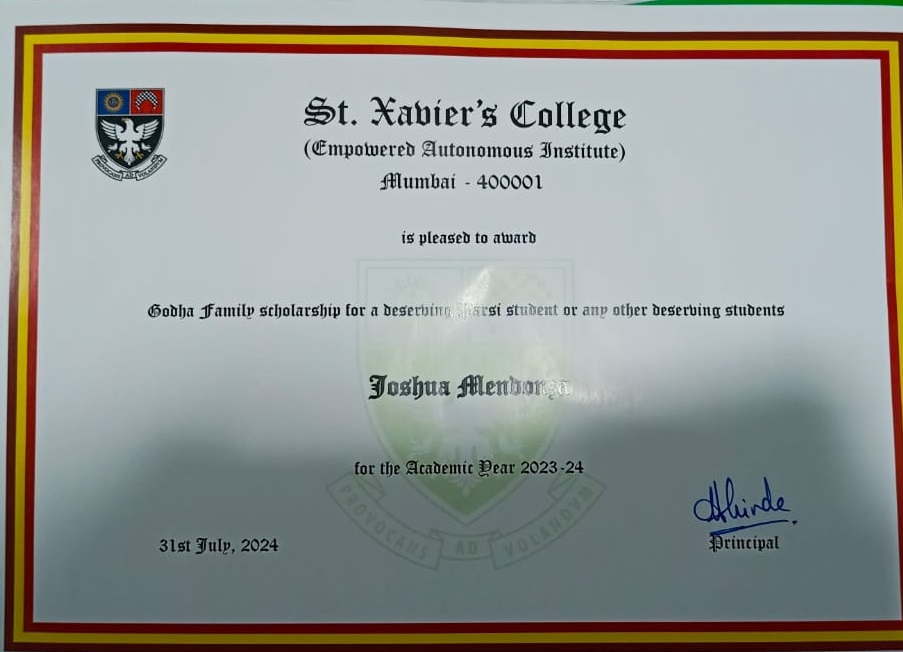 St. Xavier's College
(Empowered Autonomous Institute)
Mumbai - 400001
is pleased to award
Godha Family scholarship for a deserving Parsi student or any other deserving students
Joshua Mendonza
for the Academic Year 2023-24
31st July, 2024
Principal
PROVOCANS AD VOLANDVM
PROVOCANS AD VOLANDVM